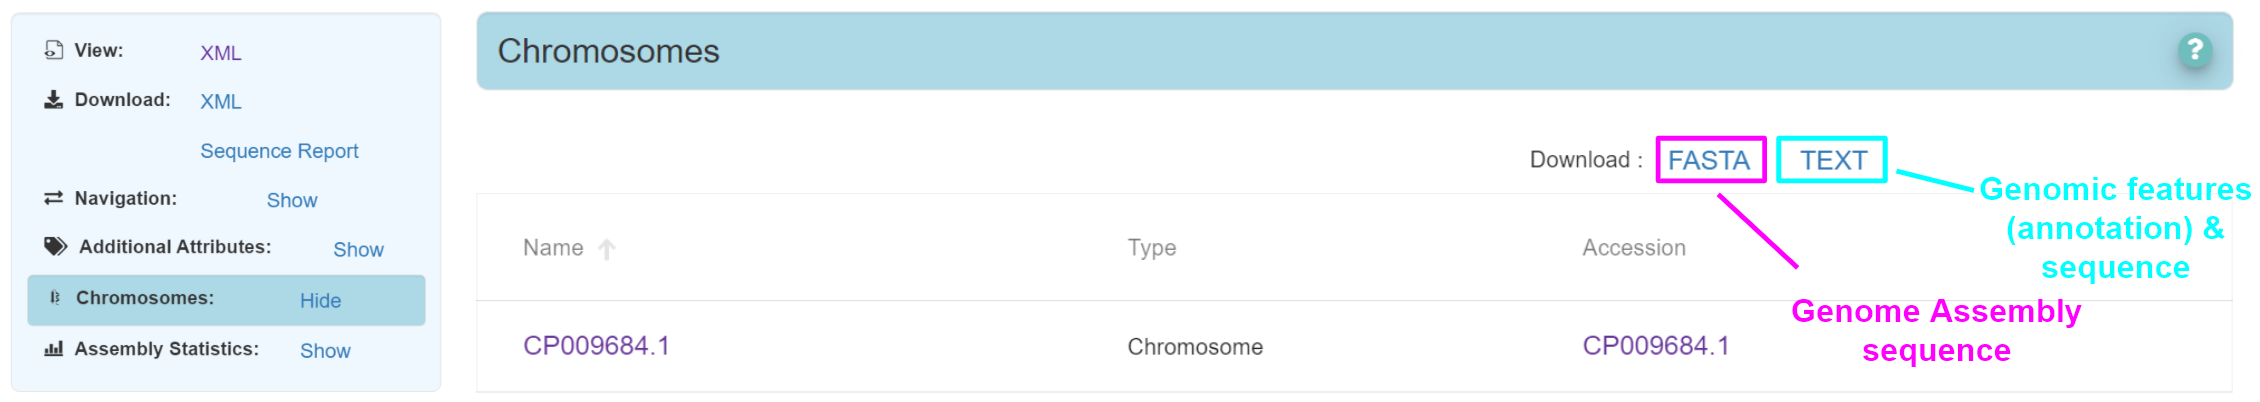 View: XML
Download: XML
Sequence Report
Navigation: Show
Additional Attributes: Show
Chromosomes: Hide
Assembly Statistics: Show
Chromosomes
?
Download : FASTA TEXT
Genomic features
(annotation) &
sequence
Name Type Accession
Genome Assembly
sequence
CP009684.1 Chromosome CP009684.1